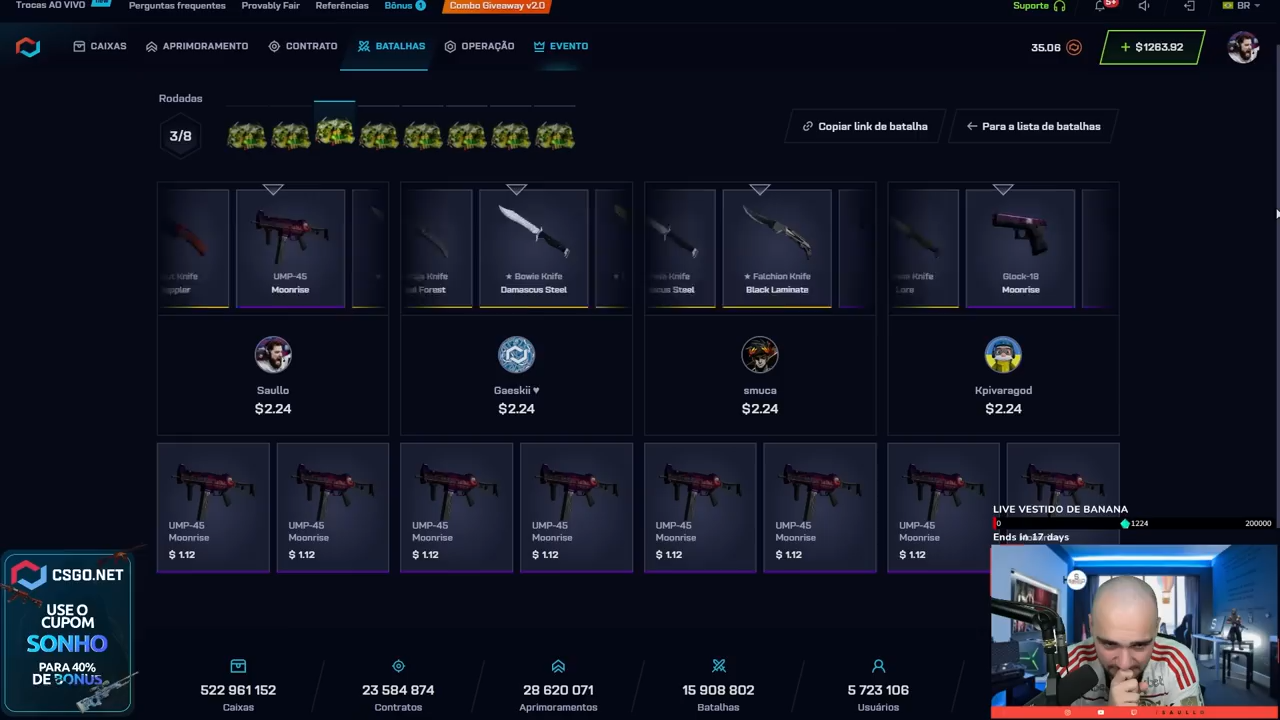 Trocas AO VIVO
Perguntas frequentes
Provably Fair
Referências
Bônus 1
Combo Giveaway v2.0
Suporte
5+
BR
CAIXAS
APRIMORAMENTO
CONTRATO
BATALHAS
OPERAÇÃO
EVENTO
35.06
+ $1263.92
Rodadas
3/8
Copiar link de batalha
Para a lista de batalhas
UMP-45
Moonrise
★ Bowie Knife
Damascus Steel
★ Falchion Knife
Black Laminate
Glock-18
Moonrise
Saullo
$2.24
Gaeskii ♥
$2.24
smuca
$2.24
Kpivaragod
$2.24
UMP-45
Moonrise
$ 1.12
UMP-45
Moonrise
$ 1.12
UMP-45
Moonrise
$ 1.12
UMP-45
Moonrise
$ 1.12
UMP-45
Moonrise
$ 1.12
UMP-45
Moonrise
$ 1.12
UMP-45
Moonrise
$ 1.12
LIVE VESTIDO DE BANANA
0 1224 200000
Ends in 17 days
CSGO.NET
USE O
CUPOM
SONHO
PARA 40%
DE BONUS
522 961 152
Caixas
23 584 874
Contratos
28 620 071
Aprimoramentos
15 908 802
Batalhas
5 723 106
Usuários